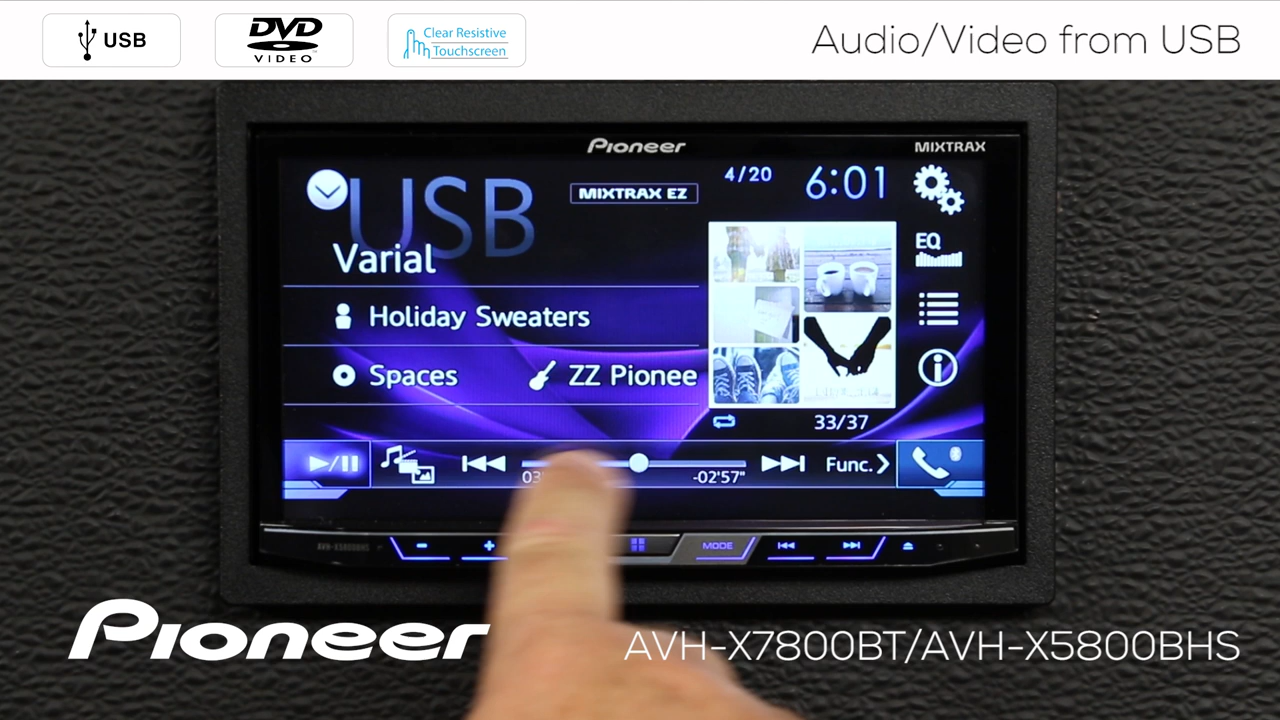 USB
DVD VIDEO
Clear Resistive
Touchscreen
Audio/Video from USB
Pioneer
MIXTRAX
USB
MIXTRAX EZ
4/20
6:01
Varial
EQ
Holiday Sweaters
Spaces
ZZ Pionee
33/37
-02'57"
Func.
MODE
Pioneer
AVH-X7800BT/AVH-X5800BHS